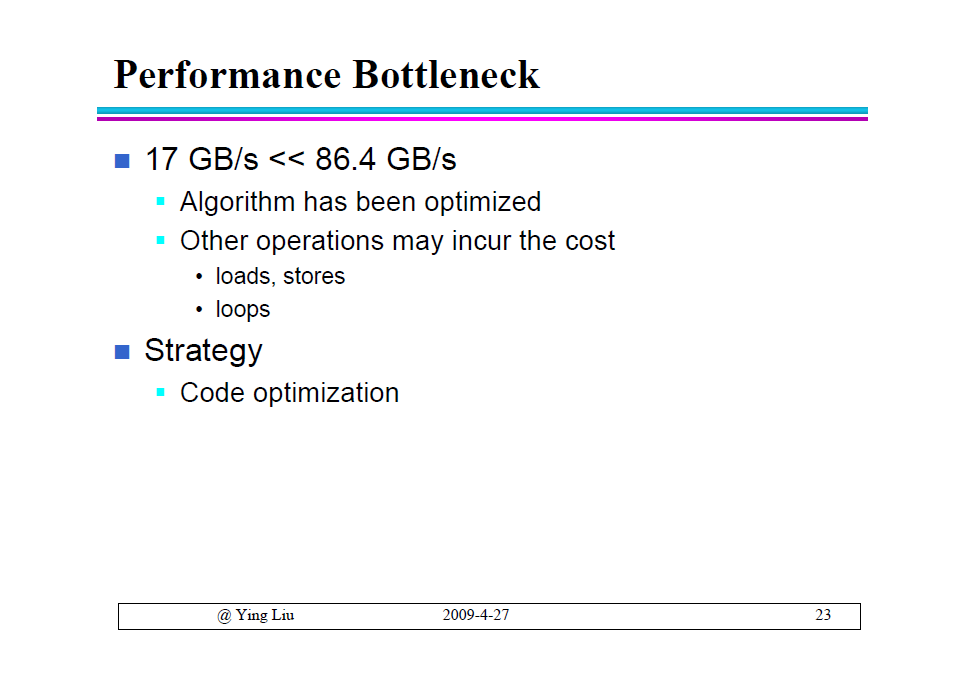 Performance Bottleneck
17 GB/s << 86.4 GB/s
Algorithm has been optimized
Other operations may incur the cost
• loads, stores
• loops
Strategy
Code optimization
@ Ying Liu 2009-4-27 23